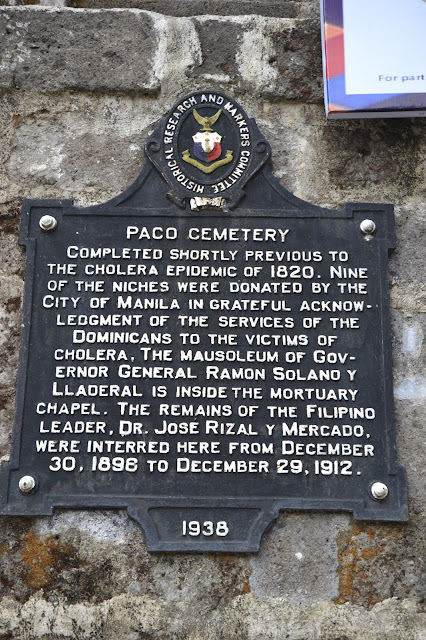 For part
HISTORICAL RESEARCH AND MARKERS COMMITTEE
PACO CEMETERY
COMPLETED SHORTLY PREVIOUS TO
THE CHOLERA EPIDEMIC OF 1820. NINE
OF THE NICHES WERE DONATED BY THE
CITY OF MANILA IN GRATEFUL ACKNOW-
LEDGMENT OF THE SERVICES OF THE
DOMINICANS TO THE VICTIMS OF
CHOLERA, THE MAUSOLEUM OF GOV-
ERNOR GENERAL RAMON SOLANO Y
LLADERAL IS INSIDE THE MORTUARY
CHAPEL. THE REMAINS OF THE FILIPINO
LEADER, DR. JOSE RIZAL Y MERCADO,
WERE INTERRED HERE FROM DECEMBER
30, 1896 TO DECEMBER 29, 1912.
1938